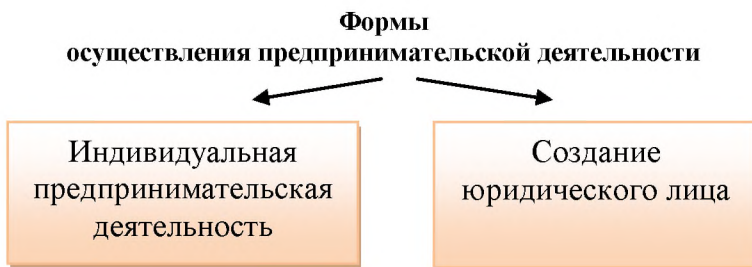 Формы
осуществления предпринимательской деятельности
Индивидуальная
предпринимательская
деятельность
Создание
юридического лица